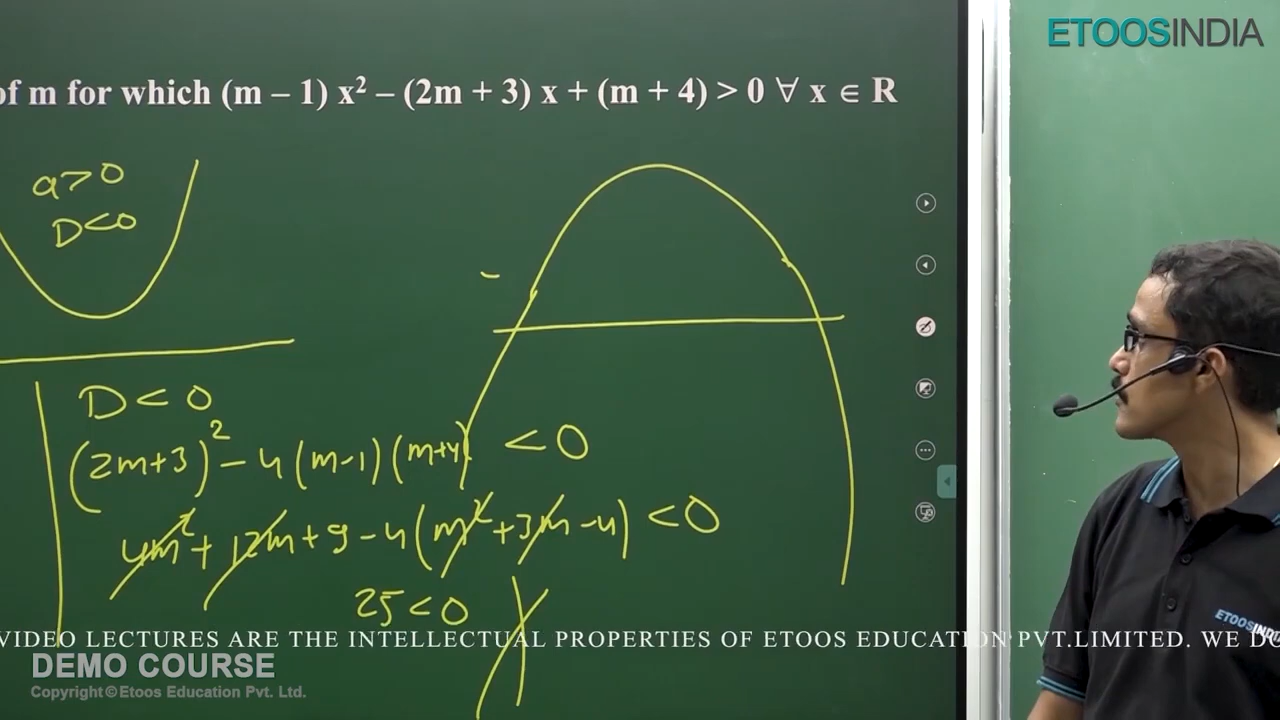 ETOOSINDIA
of m for which (m – 1) x² – (2m + 3) x + (m + 4) > 0 ∀ x ∈ R
a>0
D<0
-
D < 0
(2m+3)² - 4(m-1)(m+4) < 0
4m² + 12m + 9 - 4(m² + 3m - 4) < 0
25 < 0
VIDEO LECTURES ARE THE INTELLECTUAL PROPERTIES OF ETOOS EDUCATION PVT.LIMITED. WE DO
ETOOSINDI
DEMO COURSE
Copyright © Etoos Education Pvt. Ltd.